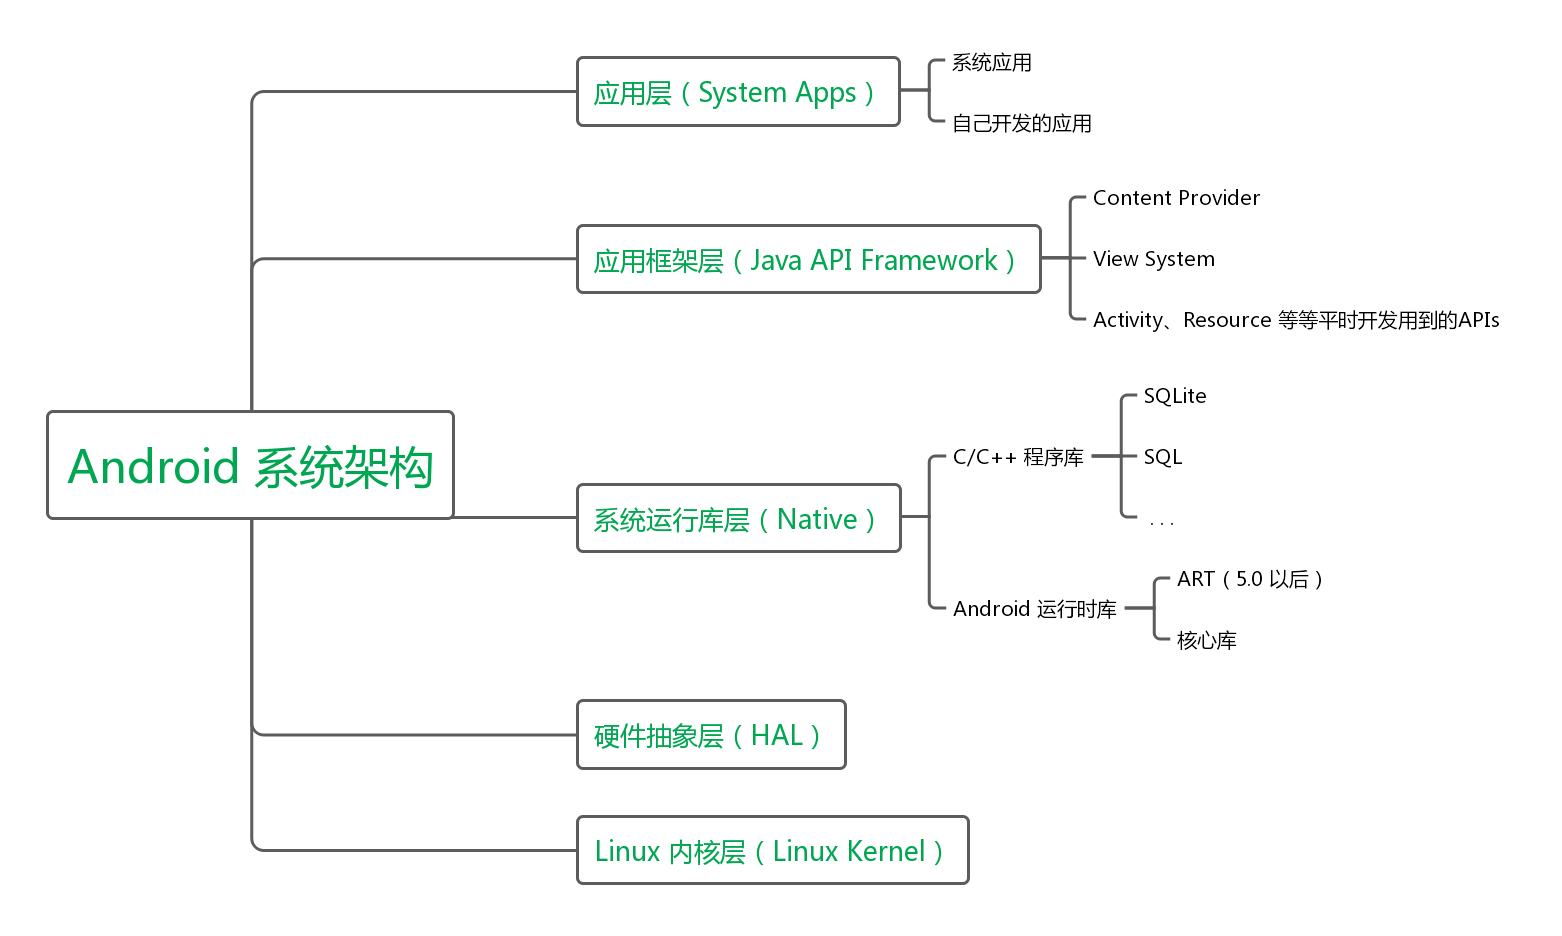 Android 系统架构
应用层（System Apps）
系统应用
自己开发的应用
应用框架层（Java API Framework）
Content Provider
View System
Activity、Resource 等等平时开发用到的APIs
系统运行库层（Native）
C/C++ 程序库
SQLite
SQL
...
Android 运行时库
ART（5.0 以后）
核心库
硬件抽象层（HAL）
Linux 内核层（Linux Kernel）